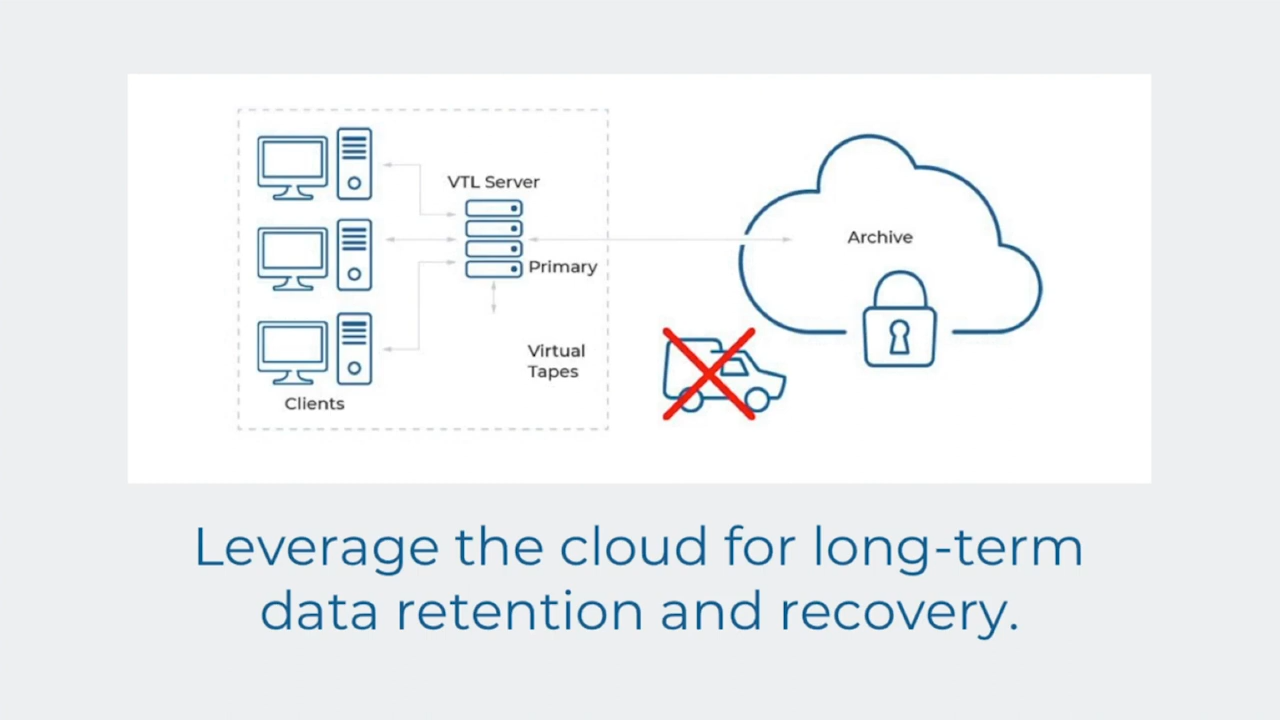 VTL Server
Archive
Primary
Virtual
Tapes
Clients
Leverage the cloud for long-term
data retention and recovery.